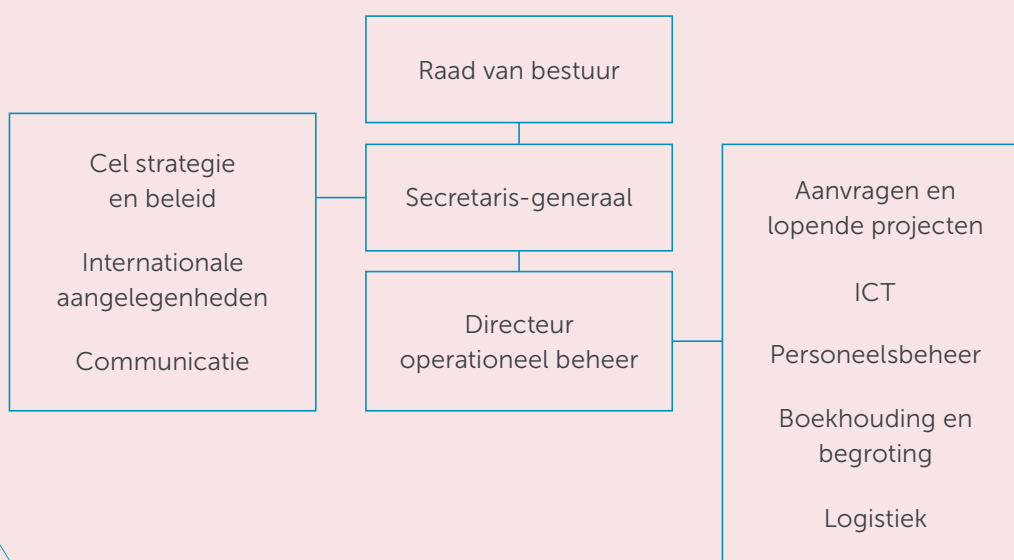 Raad van bestuur
Cel strategie
en beleid
Internationale
aangelegenheden
Communicatie
Secretaris-generaal
Directeur
operationeel beheer
Aanvragen en
lopende projecten
ICT
Personeelsbeheer
Boekhouding en
begroting
Logistiek